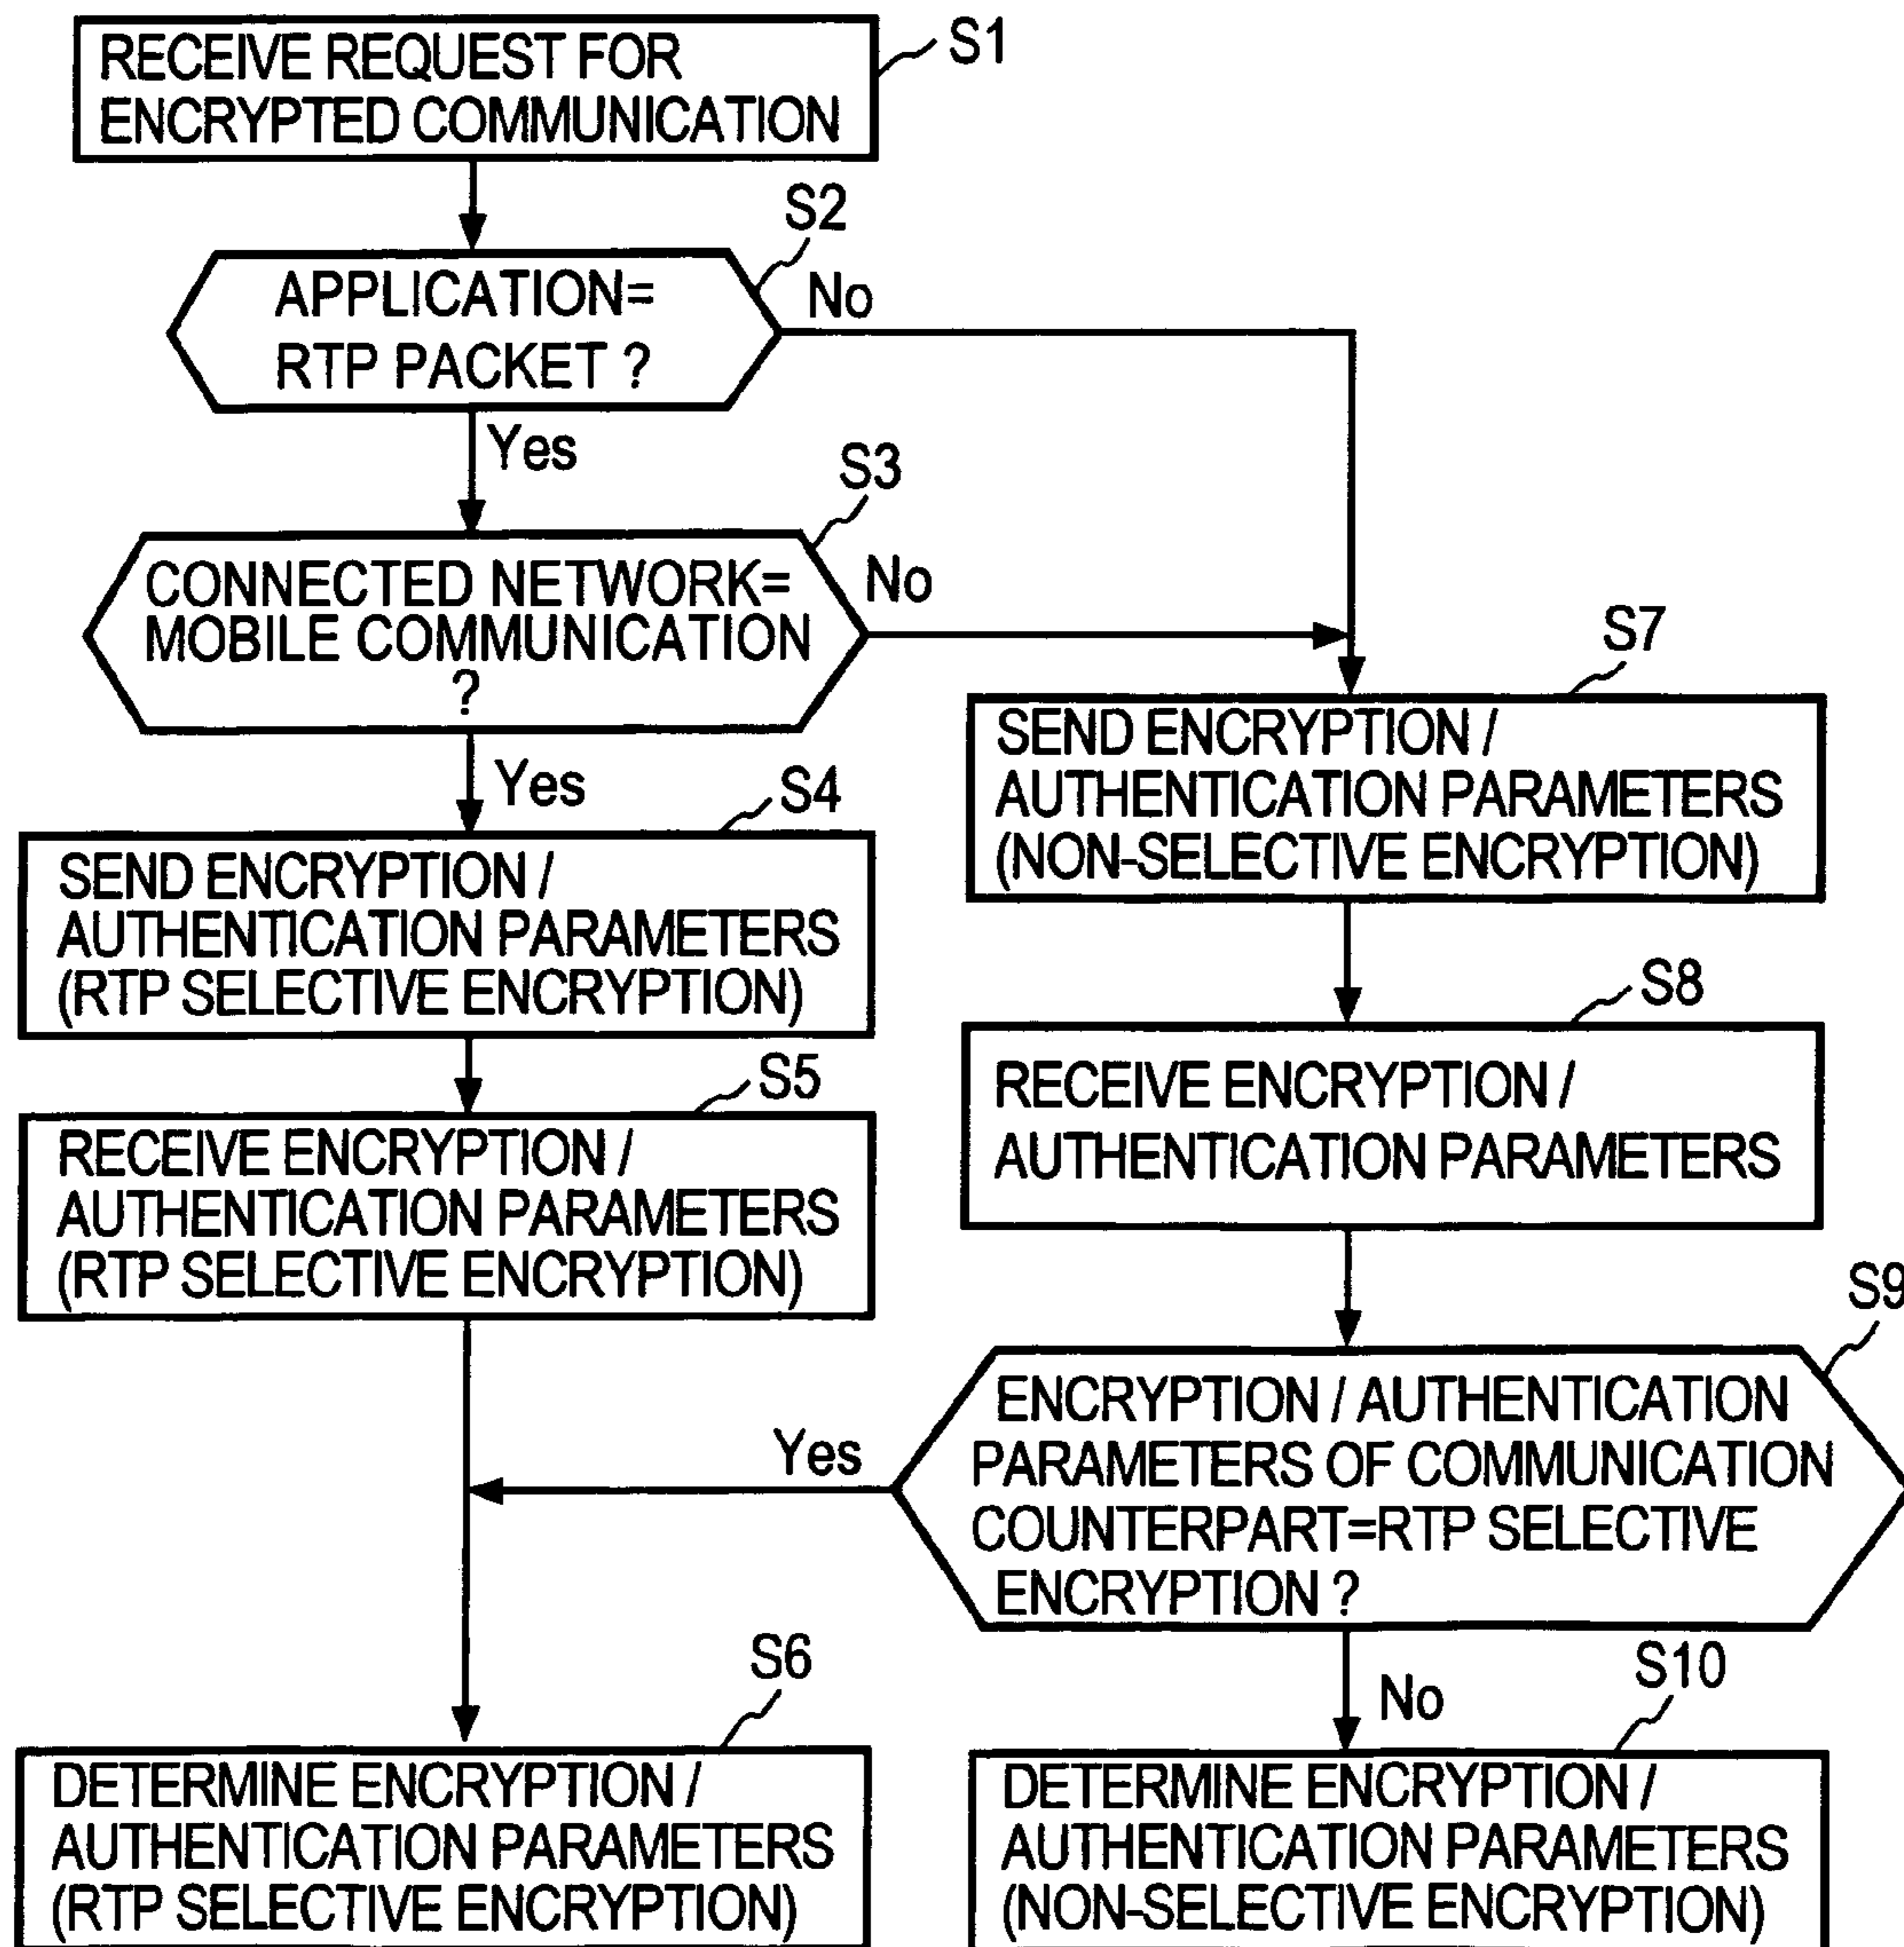 RECEIVE REQUEST FOR
ENCRYPTED COMMUNICATION
S1
S2
APPLICATION=
RTP PACKET ?
No
Yes
S3
CONNECTED NETWORK=
MOBILE COMMUNICATION
?
No
Yes
S4
SEND ENCRYPTION /
AUTHENTICATION PARAMETERS
(RTP SELECTIVE ENCRYPTION)
S5
RECEIVE ENCRYPTION /
AUTHENTICATION PARAMETERS
(RTP SELECTIVE ENCRYPTION)
S7
SEND ENCRYPTION /
AUTHENTICATION PARAMETERS
(NON-SELECTIVE ENCRYPTION)
S8
RECEIVE ENCRYPTION /
AUTHENTICATION PARAMETERS
S9
ENCRYPTION / AUTHENTICATION
PARAMETERS OF COMMUNICATION
COUNTERPART=RTP SELECTIVE
ENCRYPTION ?
Yes
No
S6
DETERMINE ENCRYPTION /
AUTHENTICATION PARAMETERS
(RTP SELECTIVE ENCRYPTION)
S10
DETERMINE ENCRYPTION /
AUTHENTICATION PARAMETERS
(NON-SELECTIVE ENCRYPTION)